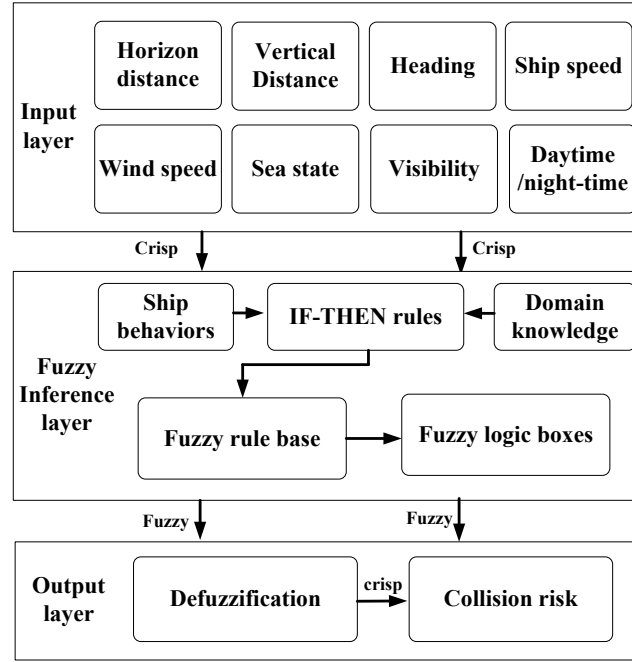 Horizon
distance
Vertical
Distance
Heading
Ship speed
Input
layer
Wind speed
Sea state
Visibility
Daytime
/night-time
Crisp
Crisp
Ship
behaviors
IF-THEN rules
Domain
knowledge
Fuzzy
Inference
layer
Fuzzy rule base
Fuzzy logic boxes
Fuzzy
Fuzzy
Output
layer
Defuzzification
crisp
Collision risk